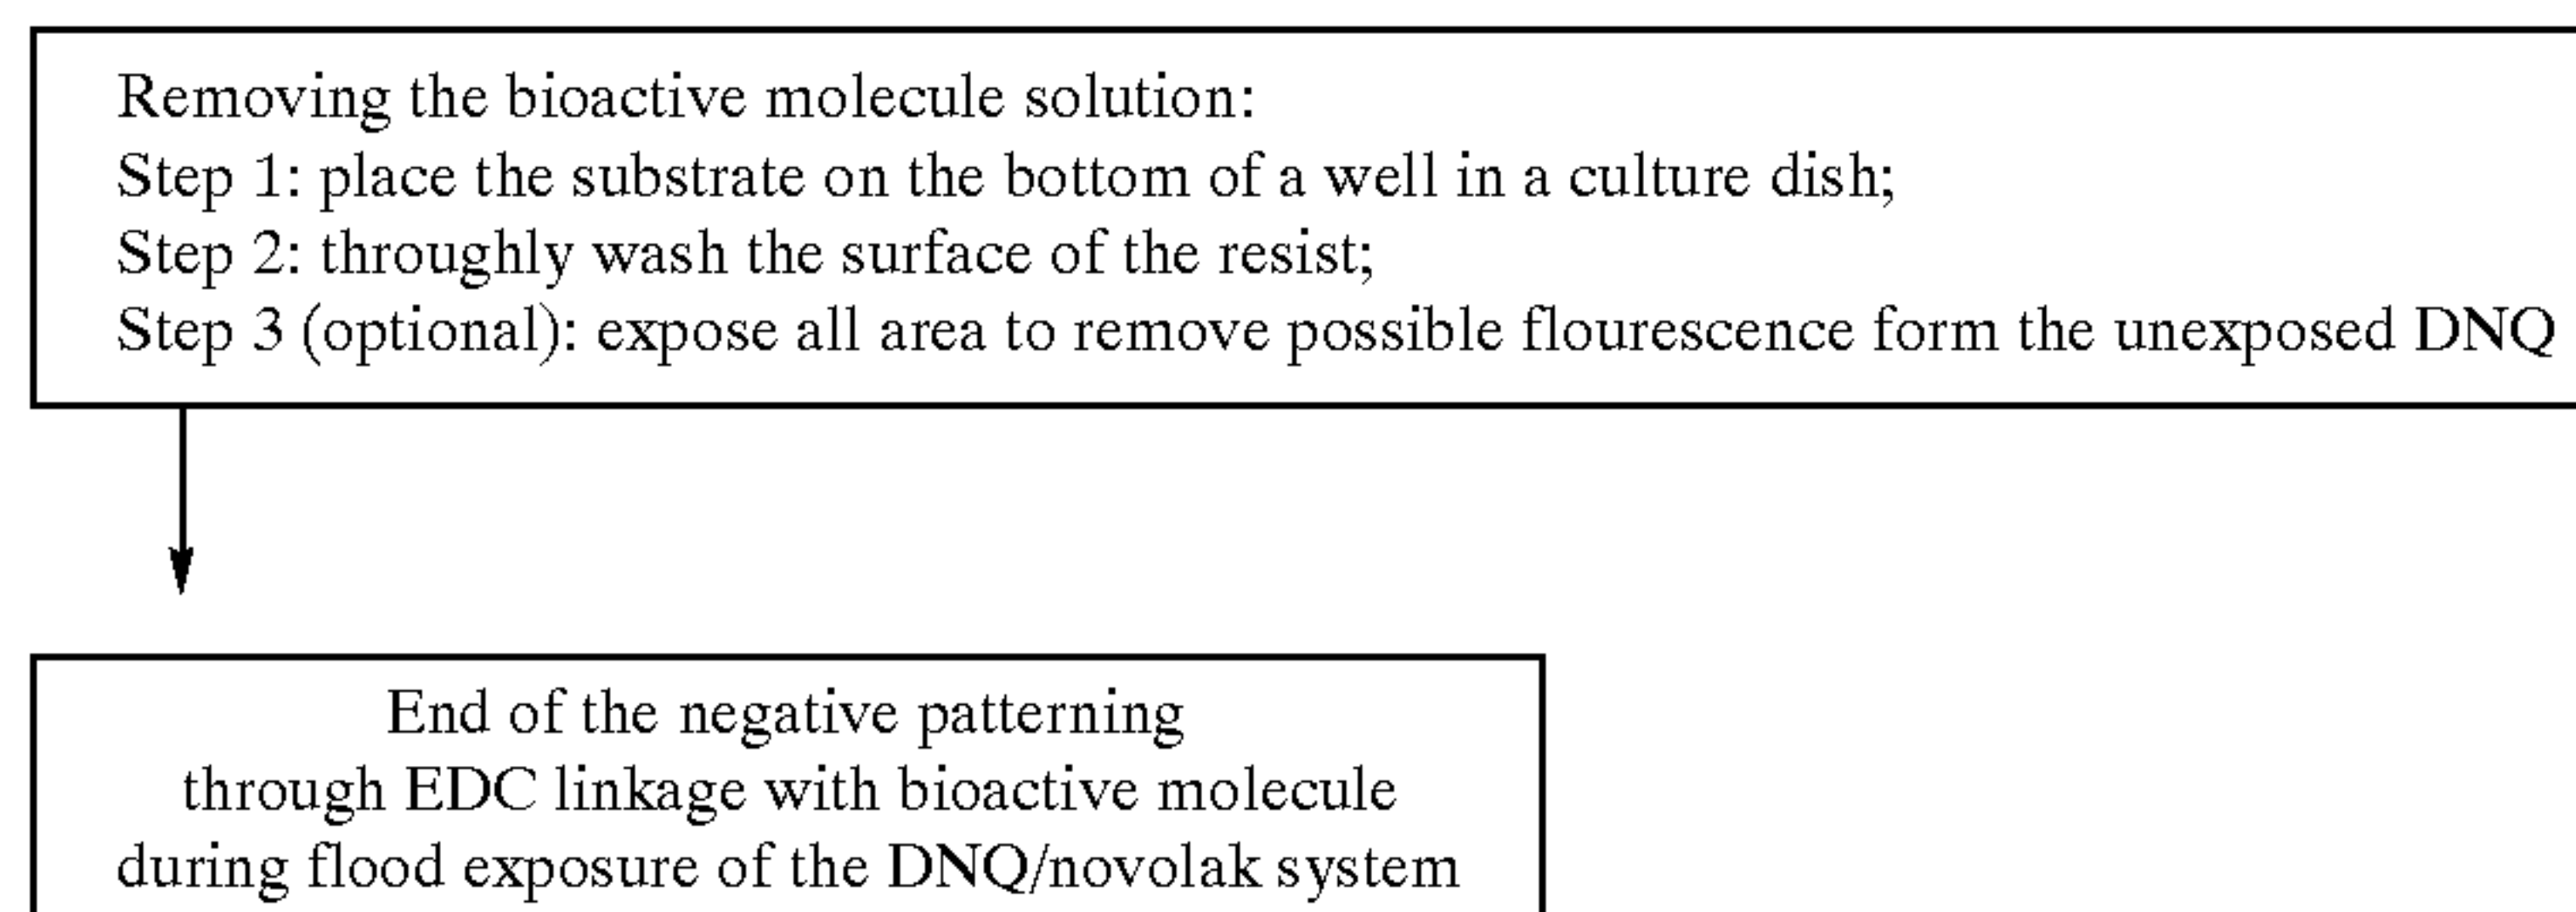 Removing the bioactive molecule solution:
Step 1: place the substrate on the bottom of a well in a culture dish;
Step 2: throughly wash the surface of the resist;
Step 3 (optional): expose all area to remove possible flourescence form the unexposed DNQ
End of the negative patterning
through EDC linkage with bioactive molecule
during flood exposure of the DNQ/novolak system